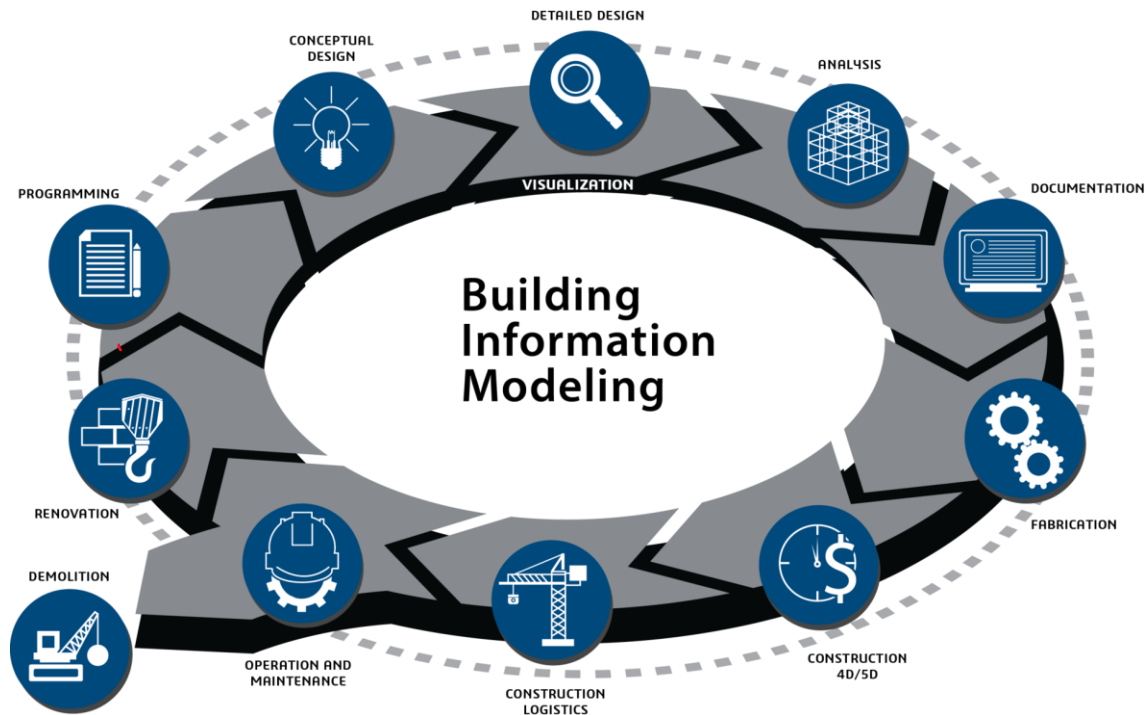 DETAILED DESIGN
CONCEPTUAL
DESIGN
ANALYSIS
PROGRAMMING
DOCUMENTATION
VISUALIZATION
Building
Information
Modeling
RENOVATION
FABRICATION
DEMOLITION
OPERATION AND
MAINTENANCE
CONSTRUCTION
4D/5D
CONSTRUCTION
LOGISTICS
$